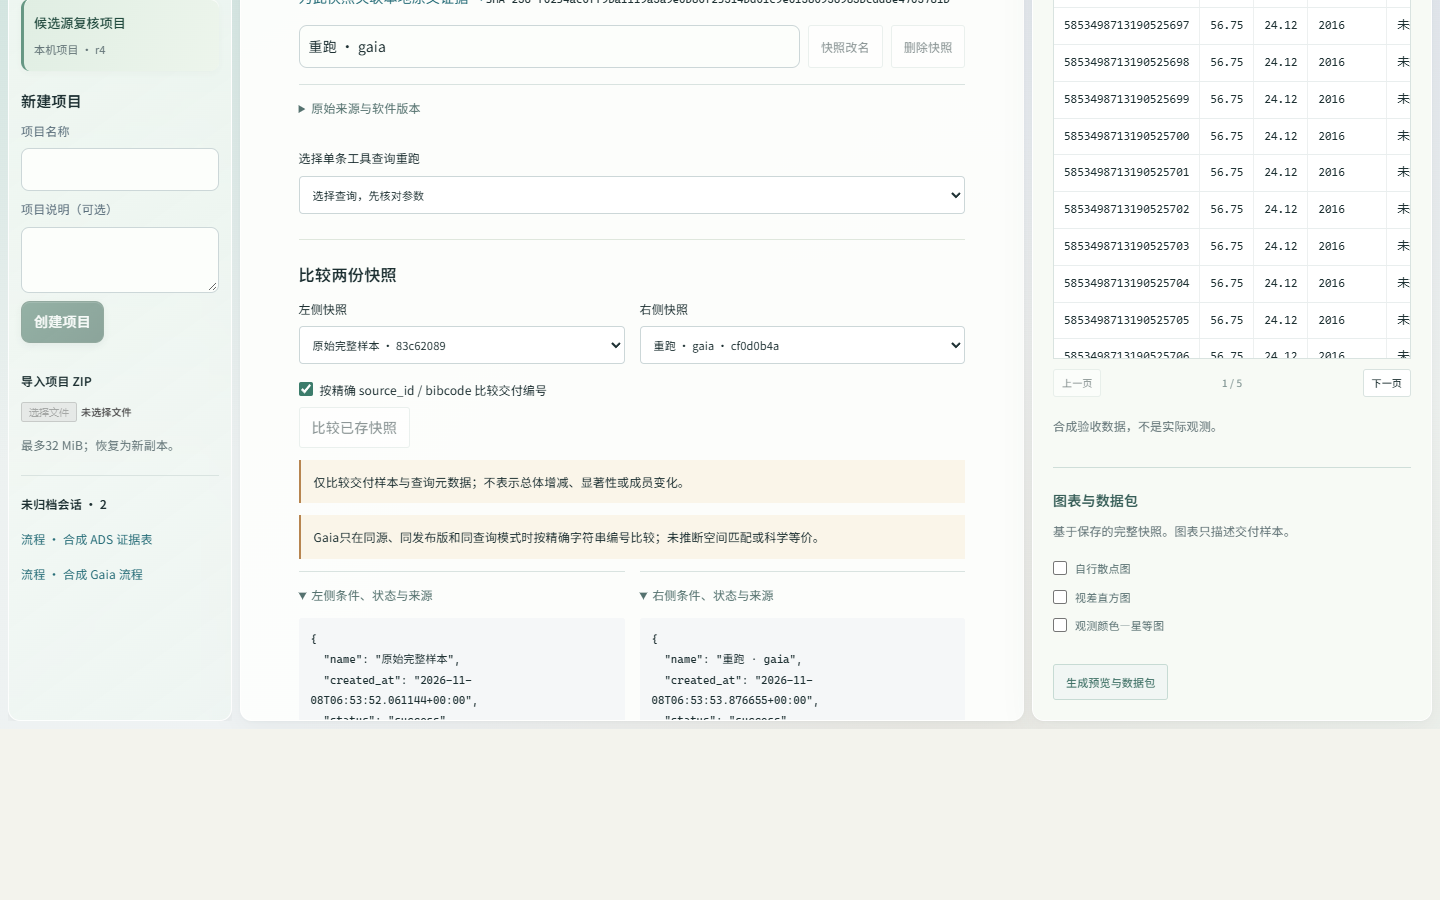 候选源复核项目
本机项目 · r4
新建项目
项目名称
项目说明（可选）
创建项目
导入项目 ZIP
选择文件 未选择文件
最多32 MiB；恢复为新副本。
未归档会话 · 2
流程 · 合成 ADS 证据表
流程 · 合成 Gaia 流程
重跑 · gaia
快照改名
删除快照
原始来源与软件版本
选择单条工具查询重跑
选择查询，先核对参数
比较两份快照
左侧快照
右侧快照
原始完整样本 · 83c62089
重跑 · gaia · cf0d0b4a
按精确 source_id / bibcode 比较交付编号
比较已存快照
仅比较交付样本与查询元数据；不表示总体增减、显著性或成员变化。
Gaia只在同源、同发布版和同查询模式时按精确字符串编号比较；未推断空间匹配或科学等价。
左侧条件、状态与来源
{
"name": "原始完整样本",
"created_at": "2026-11-
08T06:53:52.061144+00:00",
"status": "success"
右侧条件、状态与来源
{
"name": "重跑 · gaia",
"created_at": "2026-11-
08T06:53:53.876655+00:00",
"status": "success"
5853498713190525697 56.75 24.12 2016 未
5853498713190525698 56.75 24.12 2016 未
5853498713190525699 56.75 24.12 2016 未
5853498713190525700 56.75 24.12 2016 未
5853498713190525701 56.75 24.12 2016 未
5853498713190525702 56.75 24.12 2016 未
5853498713190525703 56.75 24.12 2016 未
5853498713190525704 56.75 24.12 2016 未
5853498713190525705 56.75 24.12 2016 未
5853498713190525706 56.75 24.12 2016 未
上一页
1 / 5
下一页
合成验收数据，不是实际观测。
图表与数据包
基于保存的完整快照。图表只描述交付样本。
自行散点图
视差直方图
观测颜色—星等图
生成预览与数据包